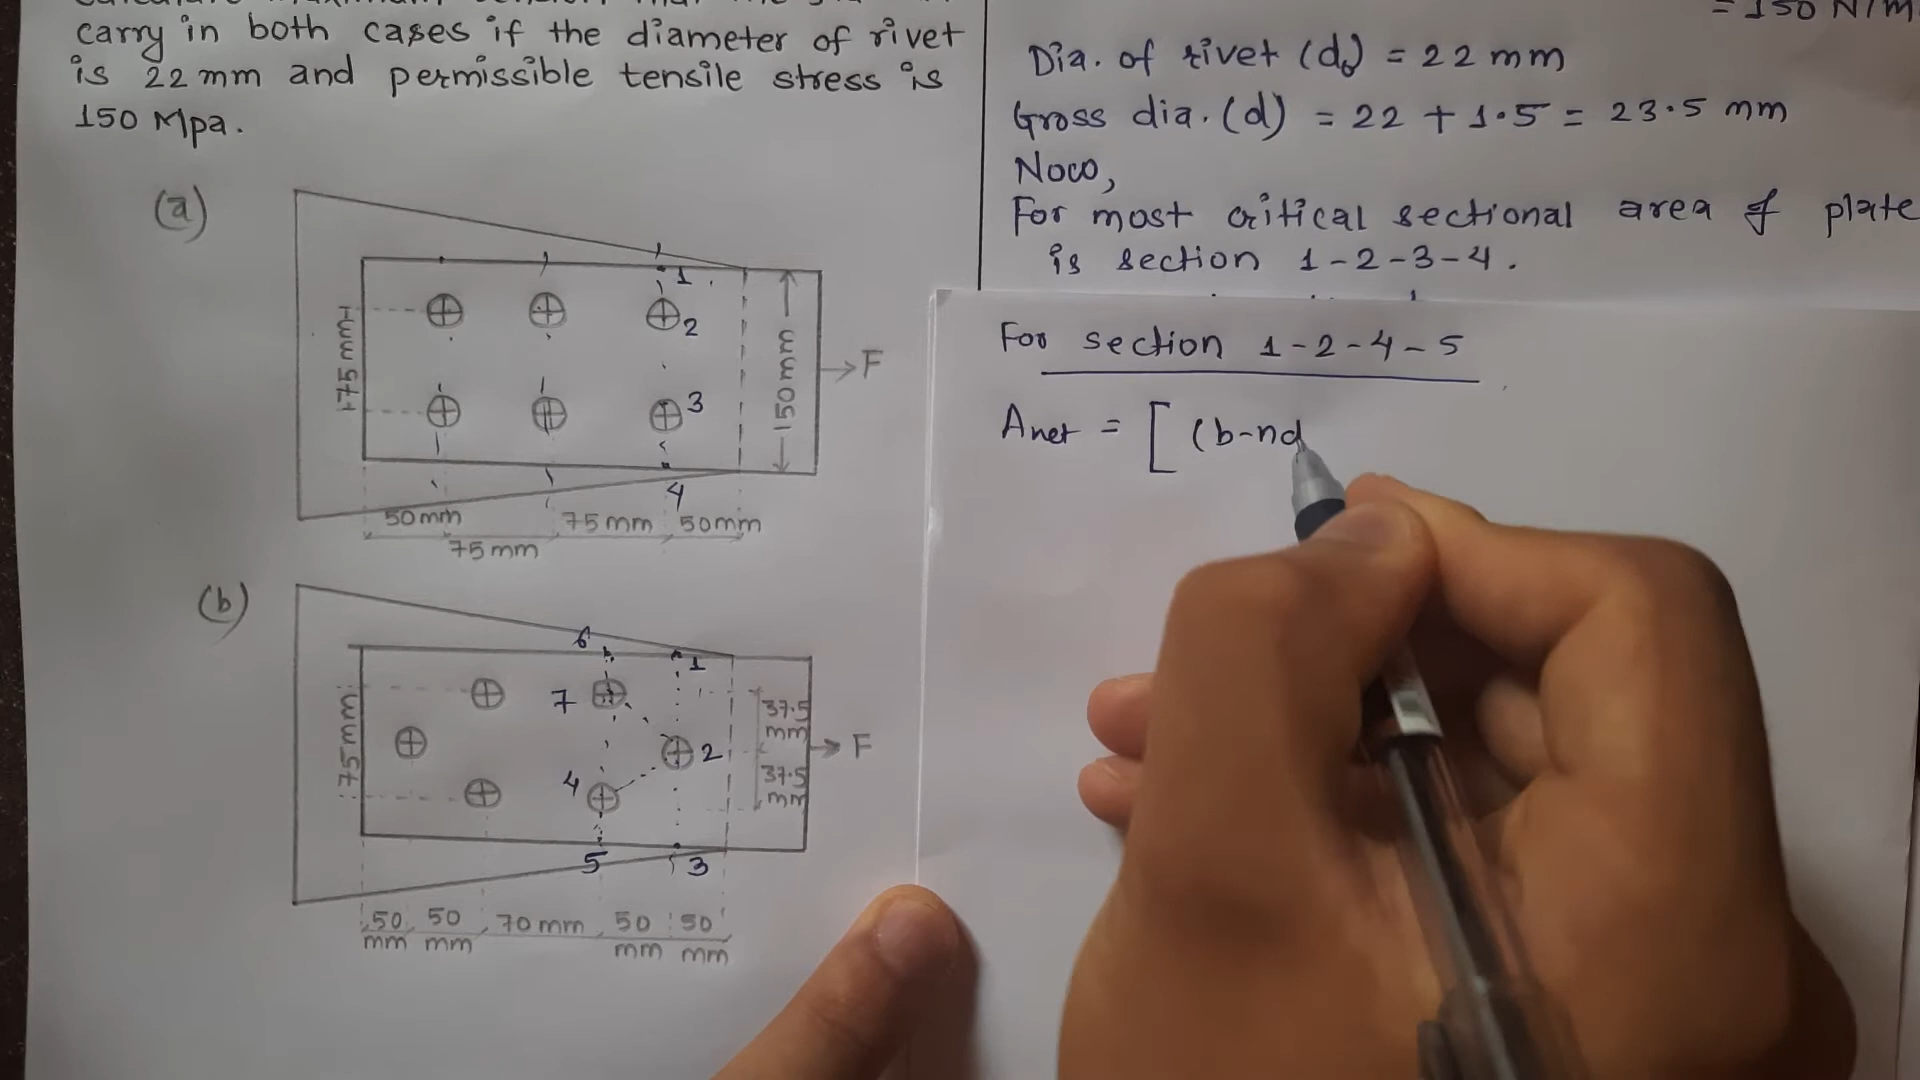 carry in both cases if the diameter of rivet
is 22 mm and permissible tensile stress is
150 Mpa.
(a)
1
2
3
4
75 mm
150 mm
F
50 mm
75 mm
75 mm
50 mm
(b)
6
1
7
2
4
5
3
75 mm
37.5
mm
37.5
mm
F
50
mm
50
mm
70 mm
50
mm
50
mm
Dia. of rivet (do) = 22 mm
Gross dia. (d) = 22 + 1.5 = 23.5 mm
Now,
For most critical sectional area of plate
is section 1-2-3-4.
For section 1-2-4-5
Anet = [ (b-nd